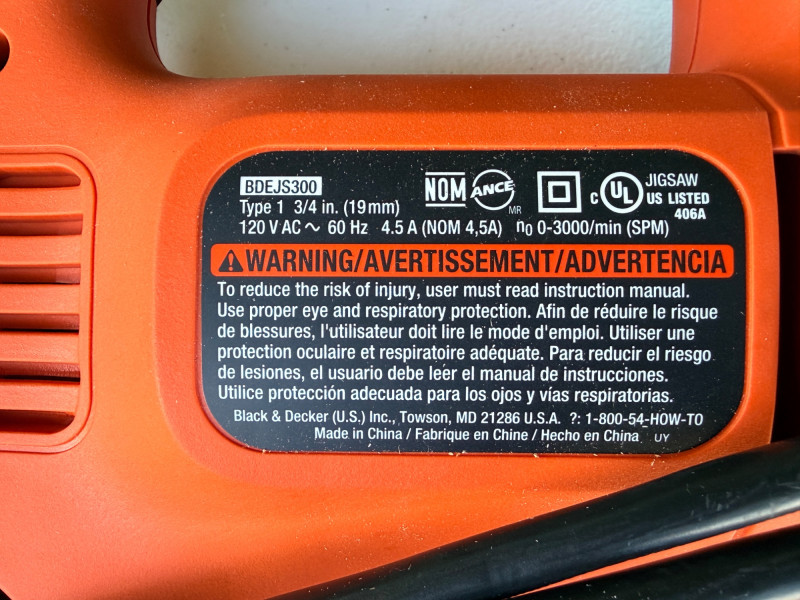 BDEJS300
Type 1 3/4 in. (19mm)
120 V AC ~ 60 Hz 4.5 A (NOM 4,5A) n0 0-3000/min (SPM)
NOM ANCE MR
C UL US LISTED
JIGSAW
406A
WARNING/AVERTISSEMENT/ADVERTENCIA
To reduce the risk of injury, user must read instruction manual.
Use proper eye and respiratory protection. Afin de réduire le risque
de blessures, l'utilisateur doit lire le mode d'emploi. Utiliser une
protection oculaire et respiratoire adéquate. Para reducir el riesgo
de lesiones, el usuario debe leer el manual de instrucciones.
Utilice protección adecuada para los ojos y vías respiratorias.
Black & Decker (U.S.) Inc., Towson, MD 21286 U.S.A. ?: 1-800-54-HOW-TO
Made in China / Fabrique en Chine / Hecho en China UY